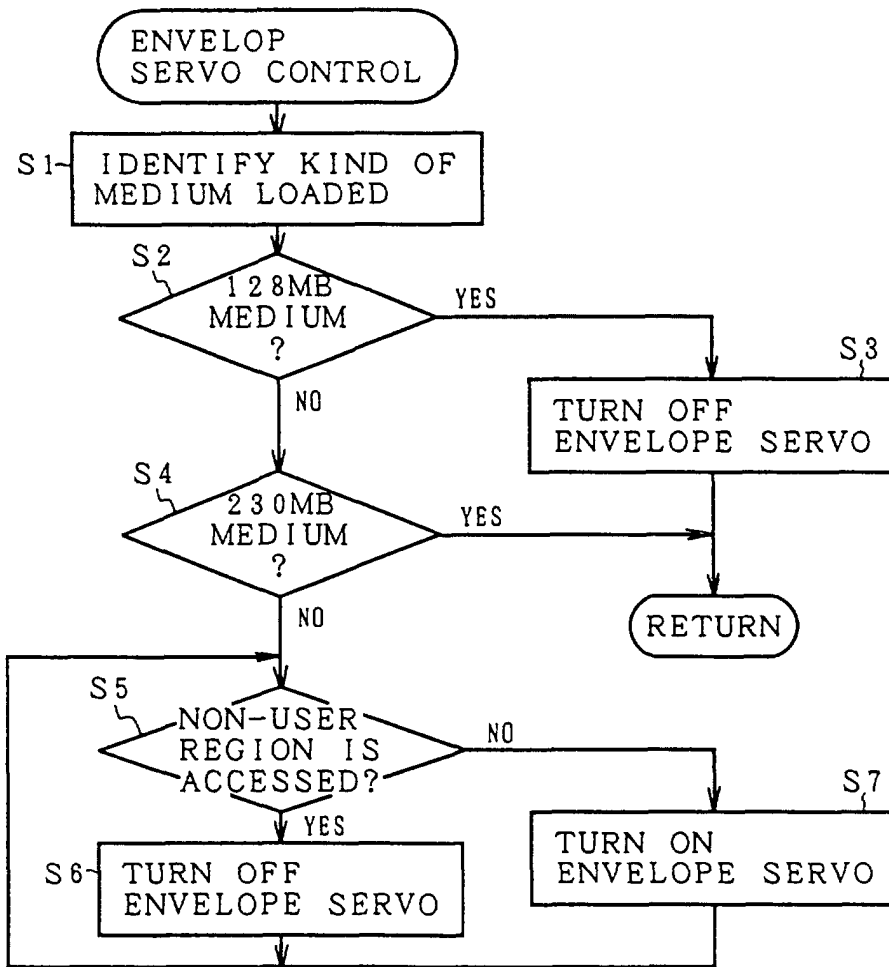 ENVELOP
SERVO CONTROL
S1
IDENTIFY KIND OF
MEDIUM LOADED
S2
128MB
MEDIUM
?
YES
NO
S3
TURN OFF
ENVELOPE SERVO
S4
230MB
MEDIUM
?
YES
NO
RETURN
S5
NON-USER
REGION IS
ACCESSED?
NO
YES
S7
TURN ON
ENVELOPE SERVO
S6
TURN OFF
ENVELOPE SERVO